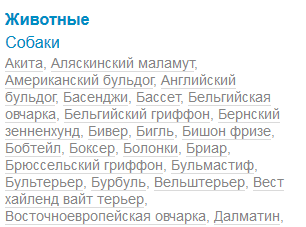 Животные
Собаки
Акита, Аляскинский маламут,
Американский бульдог, Английский
бульдог, Басенджи, Бассет, Бельгийская
овчарка, Бельгийский гриффон, Бернский
зенненхунд, Бивер, Бигль, Бишон фризе,
Бобтейл, Боксер, Болонки, Бриар,
Брюссельский гриффон, Бульмастиф,
Бультерьер, Бурбуль, Вельштерьер, Вест
хайленд вайт терьер,
Восточноевропейская овчарка, Далматин,